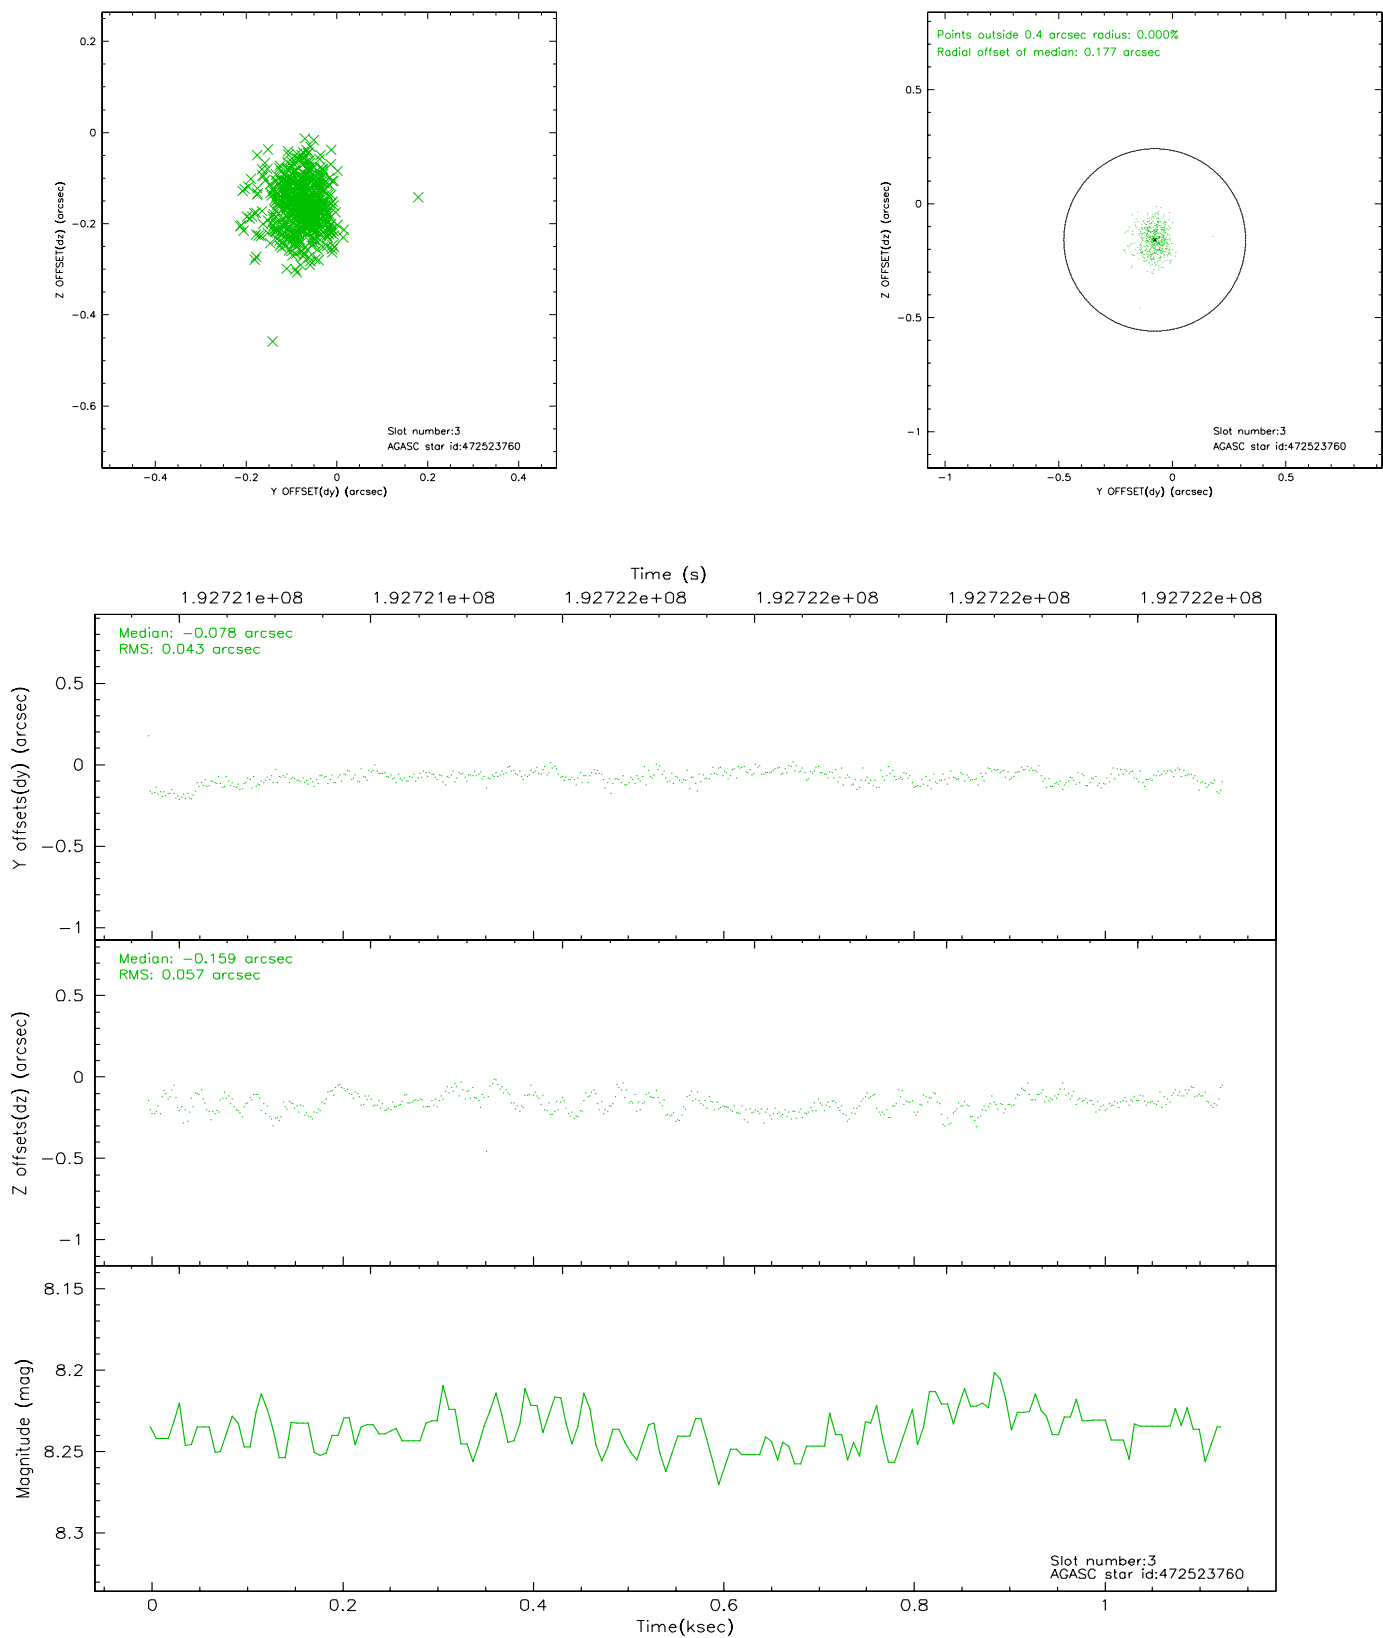 0.2
0
−0.2
−0.4
−0.6
Z OFFSET(dz) (arcsec)
Slot number:3
AGASC star id:472523760
−0.4
−0.2
0
0.2
0.4
Y OFFSET(dy) (arcsec)
Points outside 0.4 arcsec radius: 0.000%
Radial offset of median: 0.177 arcsec
0.5
0
−0.5
−1
Z OFFSET(dz) (arcsec)
Slot number:3
AGASC star id:472523760
−1
−0.5
0
0.5
Y OFFSET(dy) (arcsec)
Time (s)
1.92721e+08 1.92721e+08 1.92722e+08 1.92722e+08 1.92722e+08 1.92722e+08
Median: −0.078 arcsec
RMS: 0.043 arcsec
0.5
0
−0.5
−1
Y offsets(dy) (arcsec)
Median: −0.159 arcsec
RMS: 0.057 arcsec
0.5
0
−0.5
−1
Z offsets(dz) (arcsec)
8.15
8.2
8.25
8.3
Magnitude (mag)
Slot number:3
AGASC star id:472523760
0 0.2 0.4 0.6 0.8 1
Time(ksec)